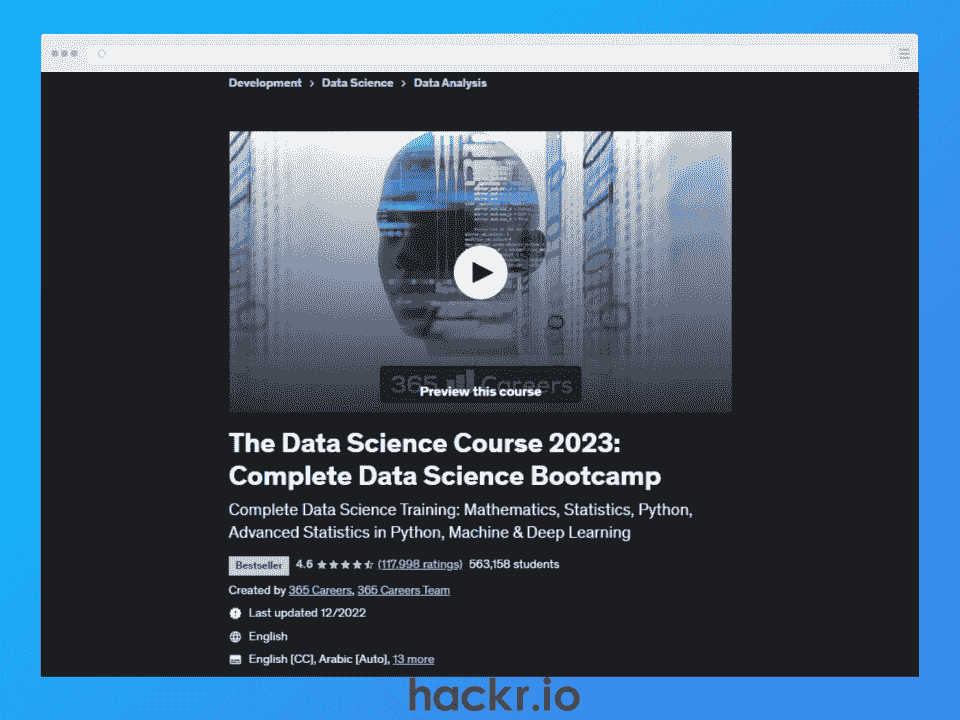 Development > Data Science > Data Analysis
365 Careers
Preview this course
The Data Science Course 2023:
Complete Data Science Bootcamp
Complete Data Science Training: Mathematics, Statistics, Python,
Advanced Statistics in Python, Machine & Deep Learning
Bestseller 4.6 (117,998 ratings) 563,158 students
Created by 365 Careers, 365 Careers Team
Last updated 12/2022
English
English [CC], Arabic [Auto], 13 more
hackr.io